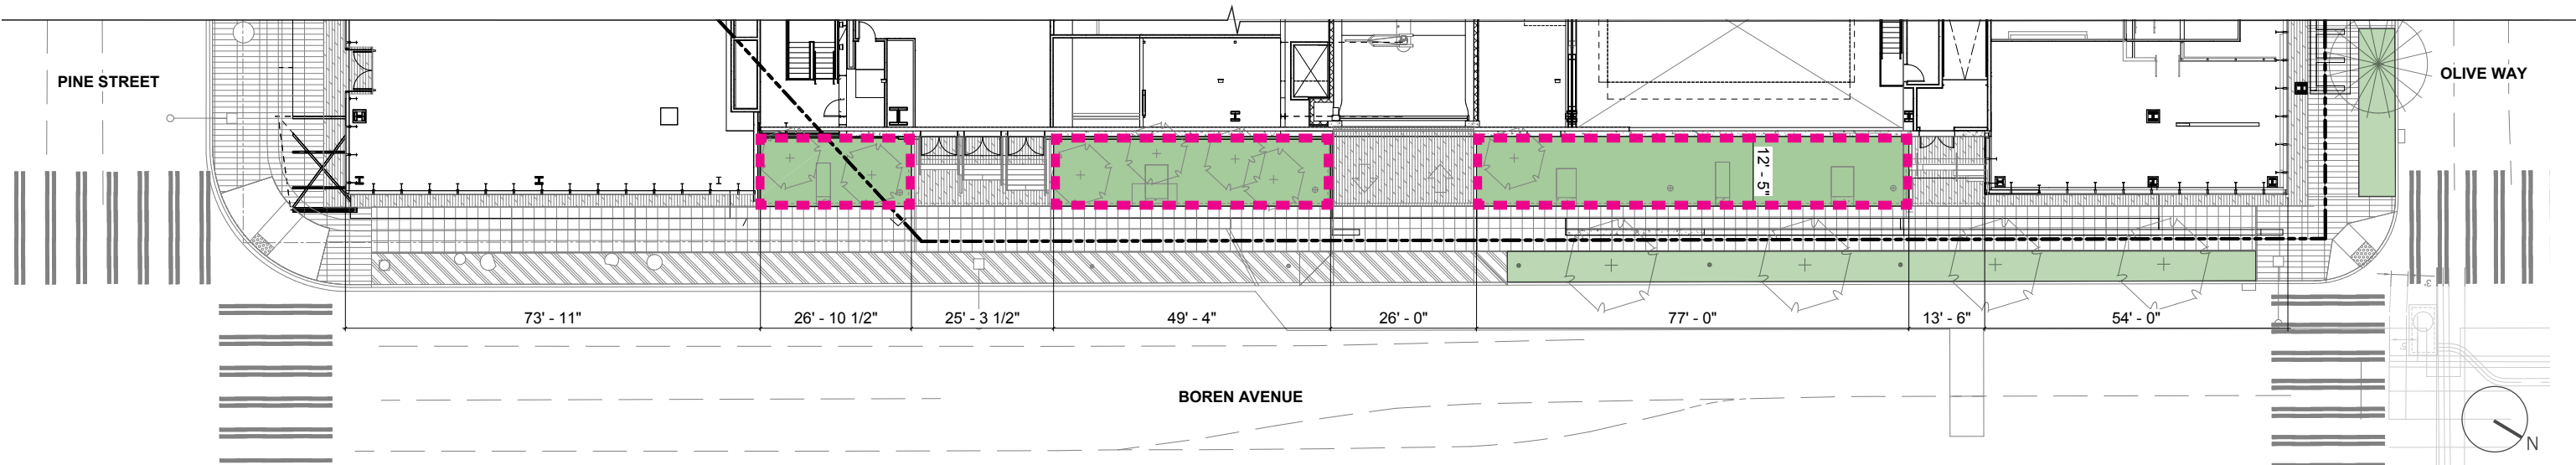 PINE STREET
OLIVE WAY
12' - 5"
73' - 11"
26' - 10 1/2"
25' - 3 1/2"
49' - 4"
26' - 0"
77' - 0"
13' - 6"
54' - 0"
BOREN AVENUE
N